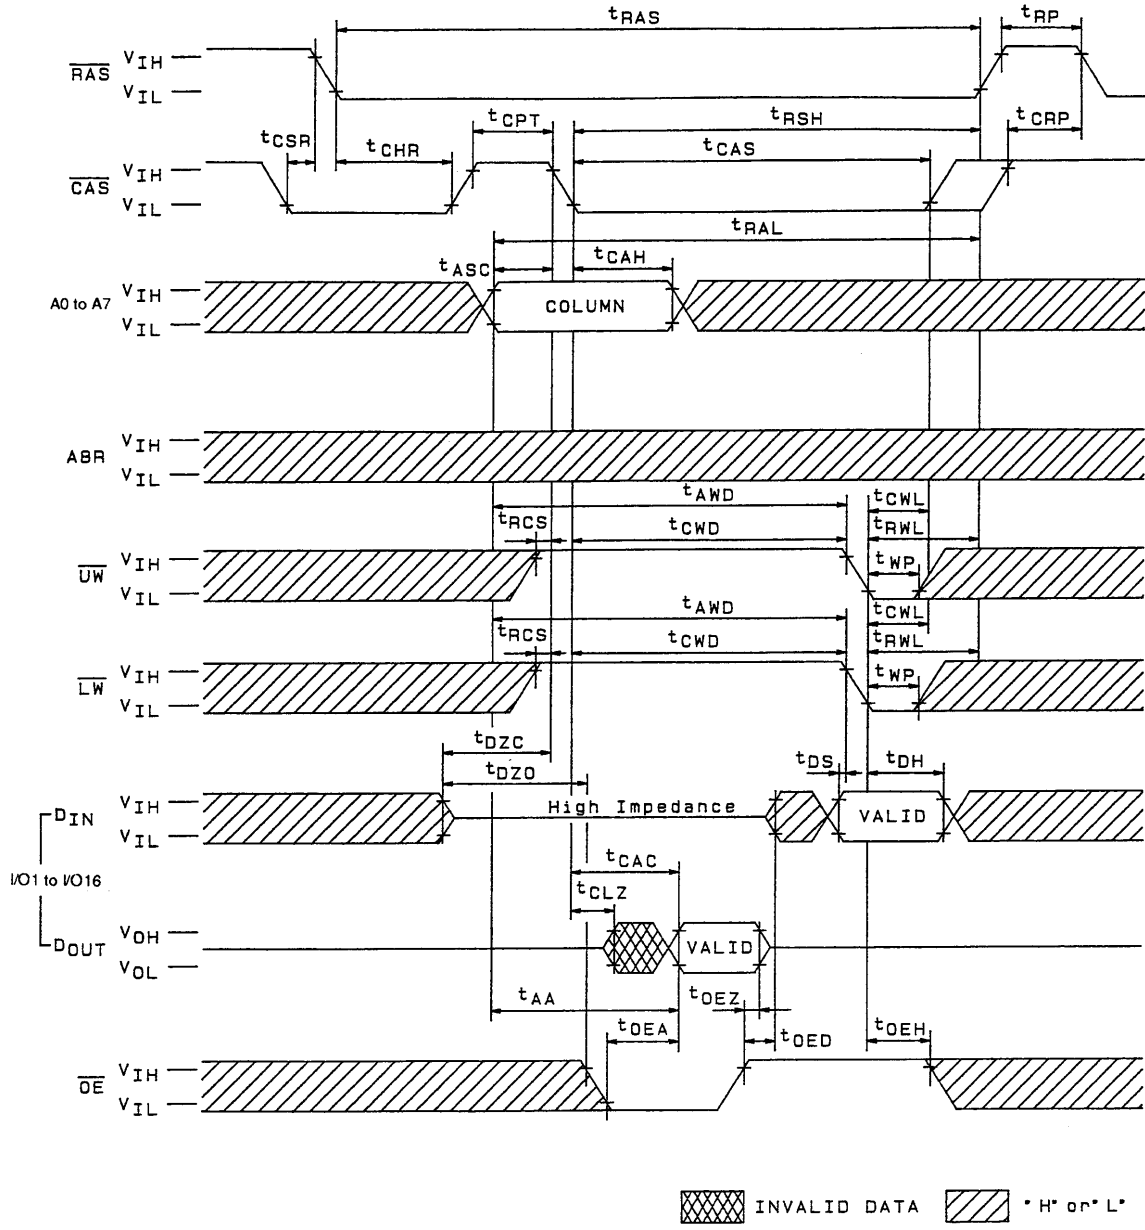 tRAS
tRP
RAS
VIH
VIL
tCSR
tCHR
tCPT
tRSH
tCRP
tCAS
CAS
VIH
VIL
tRAL
tASC
tCAH
A0 to A7
VIH
VIL
COLUMN
A8R
VIH
VIL
tAWD
tCWL
tRCS
tCWD
tRWL
UW
VIH
VIL
tWP
tAWD
tCWL
tRCS
tCWD
tRWL
LW
VIH
VIL
tWP
tDZC
tDZO
tDS
tDH
DIN
VIH
VIL
High Impedance
VALID
I/O1 to I/O16
tCAC
tCLZ
DOUT
VOH
VOL
VALID
tAA
tOEZ
tOEA
tOED
tOEH
OE
VIH
VIL
INVALID DATA
"H" or "L"